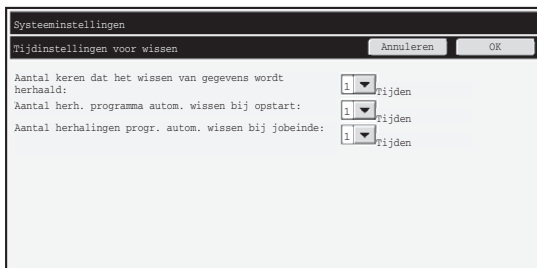 Systeeminstellingen
Tijdinstellingen voor wissen Annuleren OK
Aantal keren dat het wissen van gegevens wordt
herhaald: 1 Tijden
Aantal herh. programma autom. wissen bij opstart: 1 Tijden
Aantal herhalingen progr. autom. wissen bij jobeinde: 1 Tijden